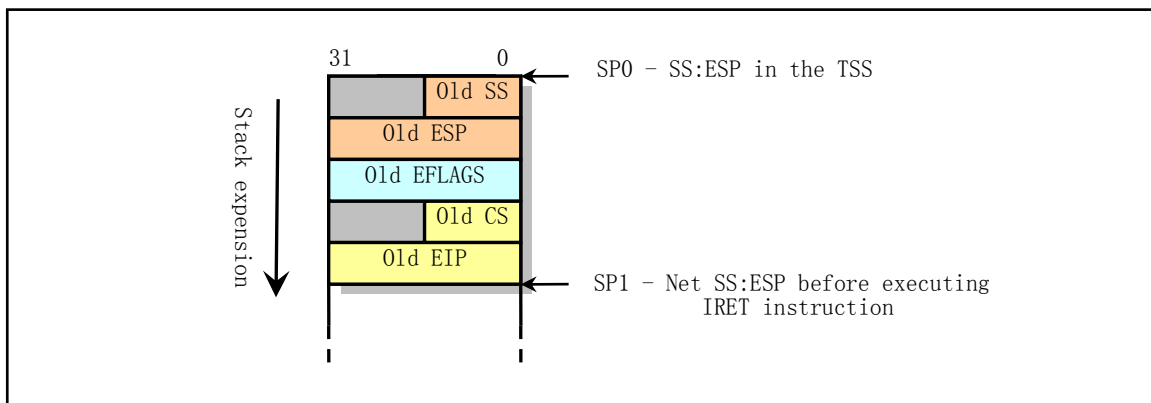 31 0
SP0 - SS:ESP in the TSS
Old SS
Old ESP
Old EFLAGS
Old CS
Old EIP
Stack expension
SP1 - Net SS:ESP before executing
IRET instruction